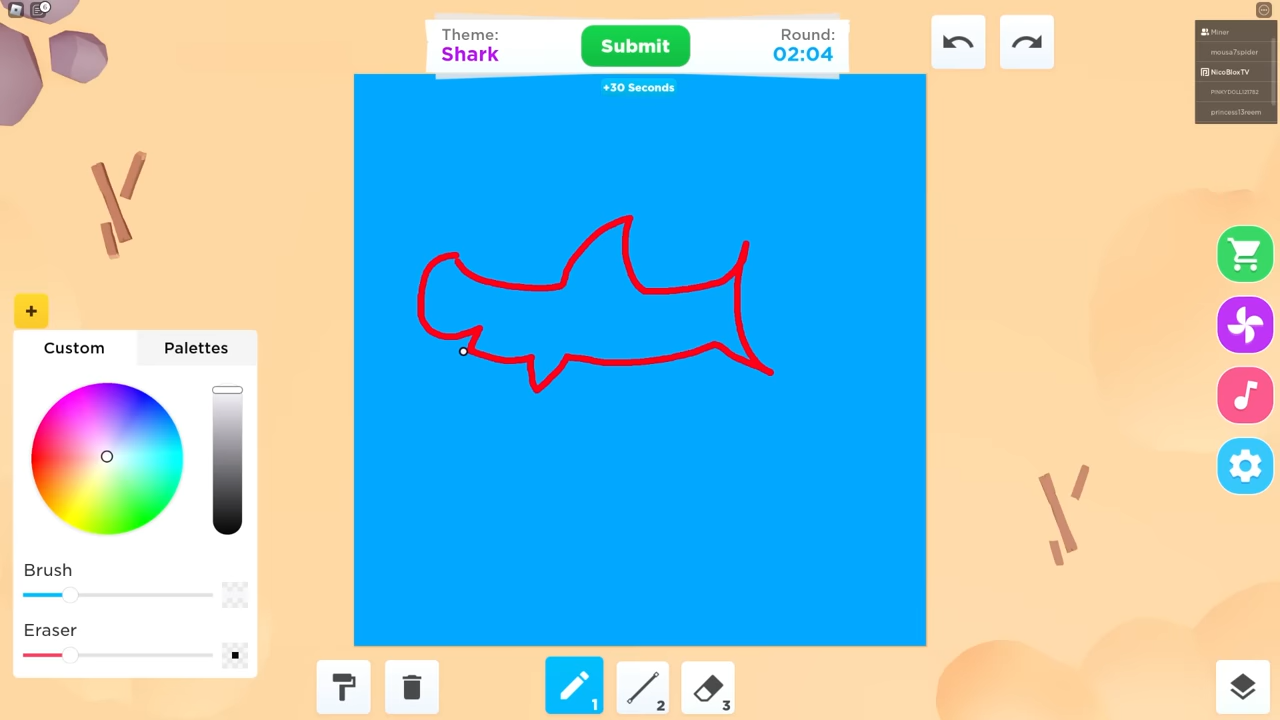 6
Theme:
Shark
Submit
Round:
02:04
+30 Seconds
Miner
mousa7spider
NicoBloxTV
princess13reem
+
Custom
Palettes
Brush
Eraser
1
2
3